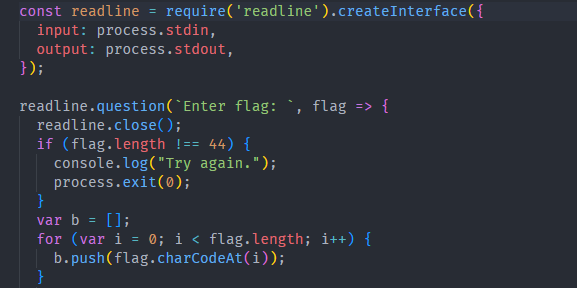 const readline = require('readline').createInterface({
  input: process.stdin,
  output: process.stdout,
});

readline.question(`Enter flag: `, flag => {
  readline.close();
  if (flag.length !== 44) {
    console.log("Try again.");
    process.exit(0);
  }
  var b = [];
  for (var i = 0; i < flag.length; i++) {
    b.push(flag.charCodeAt(i));
  }